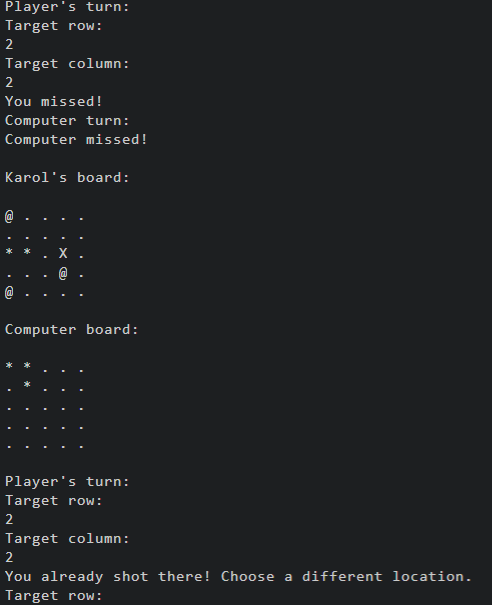 Player's turn:
Target row:
2
Target column:
2
You missed!
Computer turn:
Computer missed!
Karol's board:
@ . . . .
. . . . .
* * . X .
. . . @ .
@ . . . .
Computer board:
* * . . .
. * . . .
. . . . .
. . . . .
. . . . .
Player's turn:
Target row:
2
Target column:
2
You already shot there! Choose a different location.
Target row: